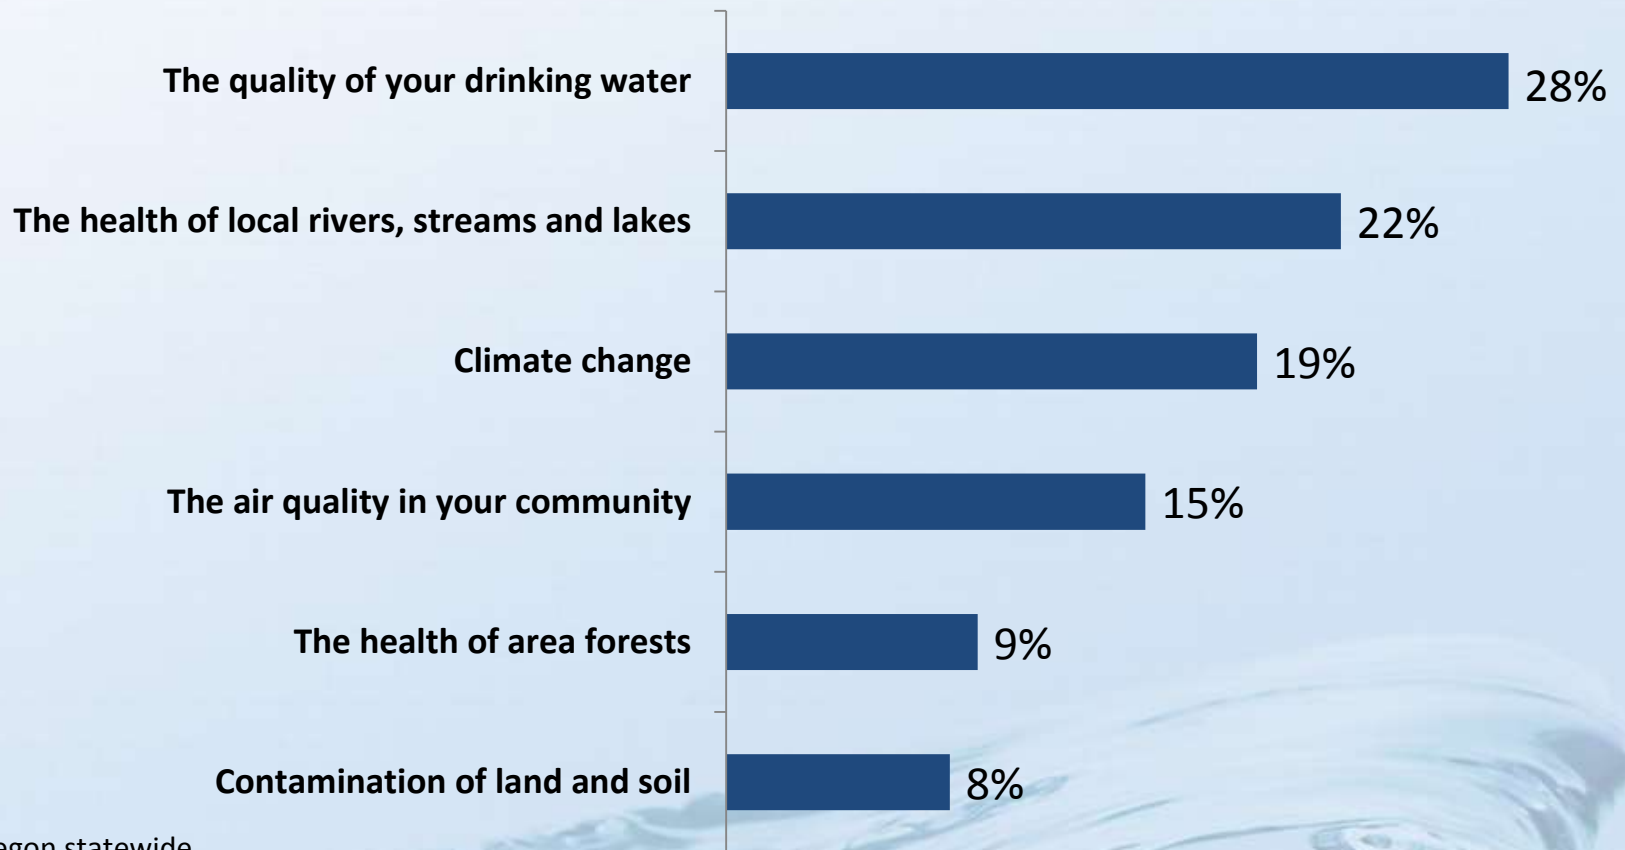 The quality of your drinking water 28%
The health of local rivers, streams and lakes 22%
Climate change 19%
The air quality in your community 15%
The health of area forests 9%
Contamination of land and soil 8%
statewide